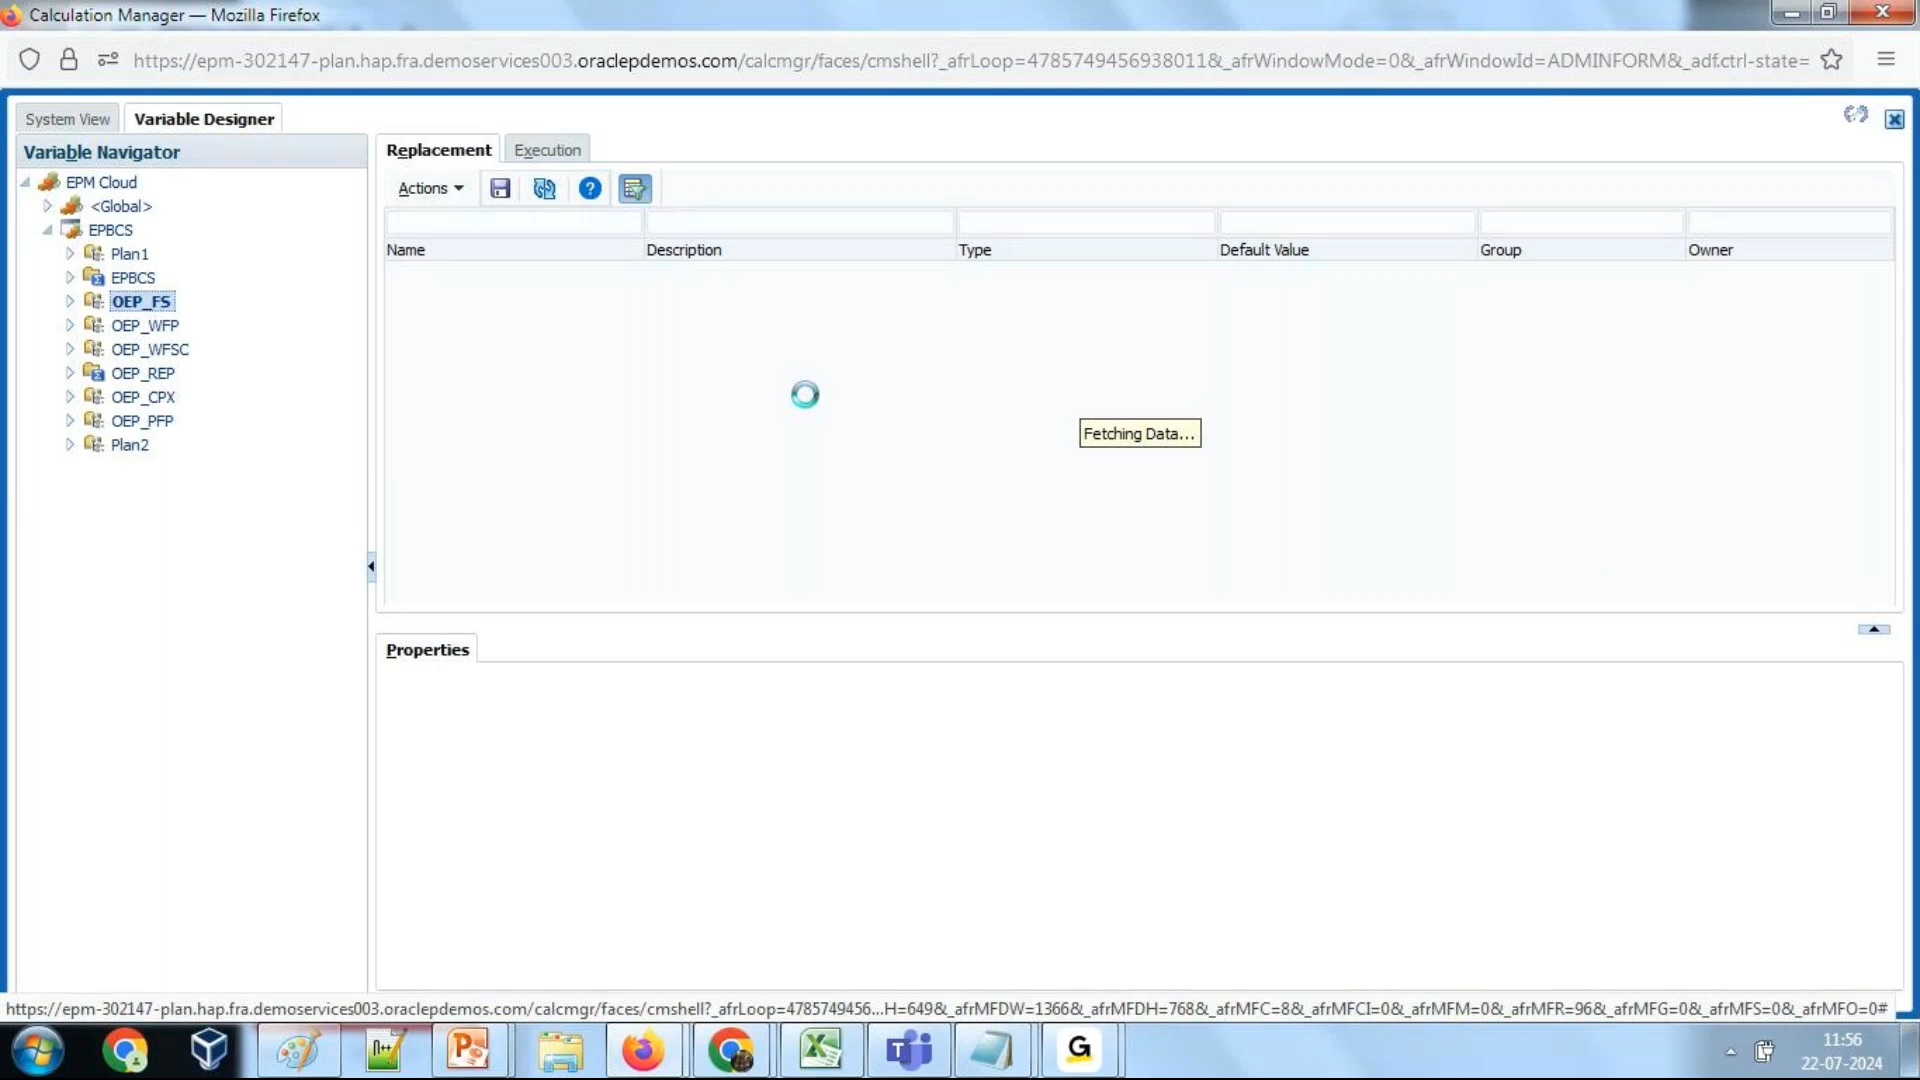 Calculation Manager — Mozilla Firefox
https://epm-302147-plan.hap.fra.demoservices003.oraclepdemos.com/calcmgr/faces/cmshell?_afrLoop=4785749456938011&_afrWindowMode=0&_afrWindowId=ADMINFORM&_adf.ctrl-state=
System View
Variable Designer
Variable Navigator
EPM Cloud
<Global>
EPBCS
Plan1
EPBCS
OEP_FS
OEP_WFP
OEP_WFSC
OEP_REP
OEP_CPX
OEP_PFP
Plan2
Replacement
Execution
Actions
Name Description Type Default Value Group Owner
Fetching Data...
Properties
https://epm-302147-plan.hap.fra.demoservices003.oraclepdemos.com/calcmgr/faces/cmshell?_afrLoop=4785749456...H=649&_afrMFDW=1366&_afrMFDH=768&_afrMFC=8&_afrMFCI=0&_afrMFM=0&_afrMFR=96&_afrMFG=0&_afrMFS=0&_afrMFO=0#
11:56
22-07-2024